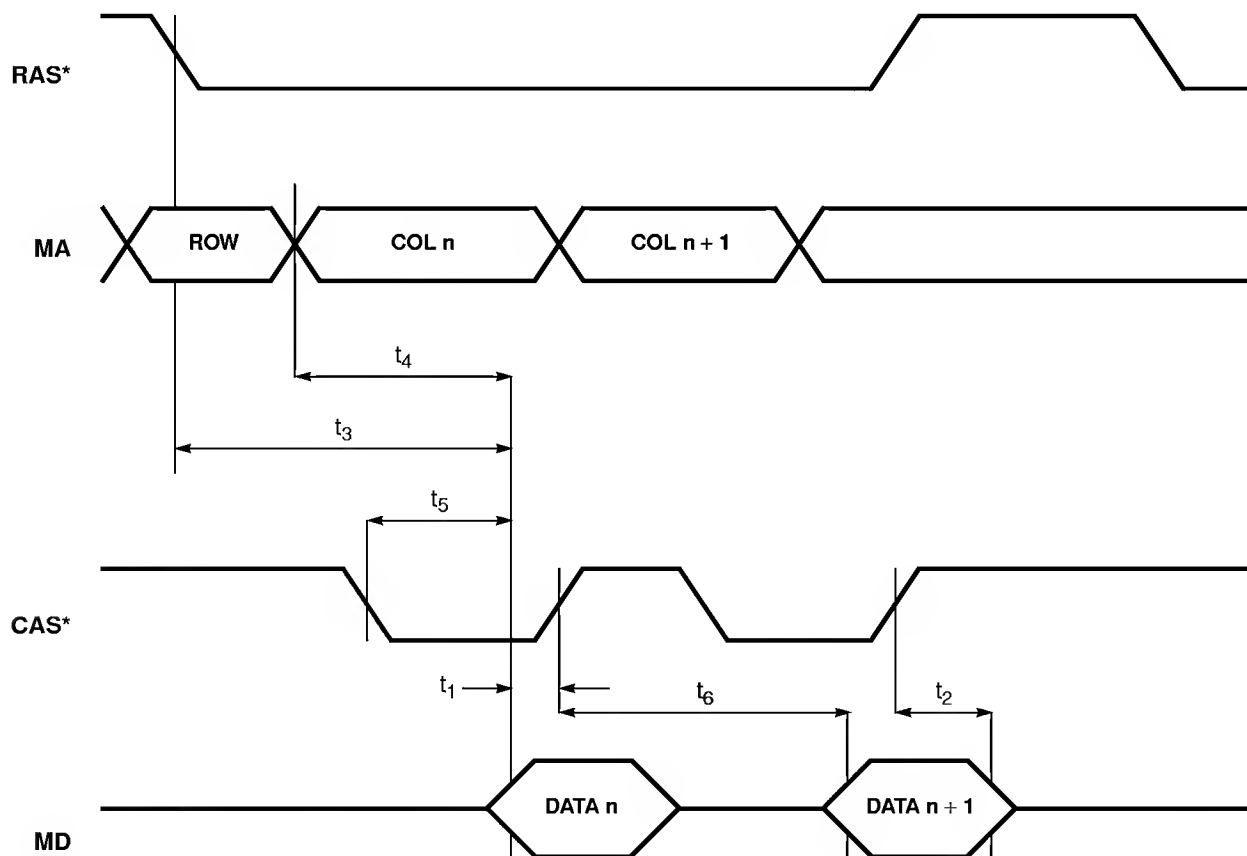 RAS*
MA
ROW
COL n
COL n + 1
t4
t3
t5
CAS*
t1
t6
t2
DATA n
DATA n + 1
MD